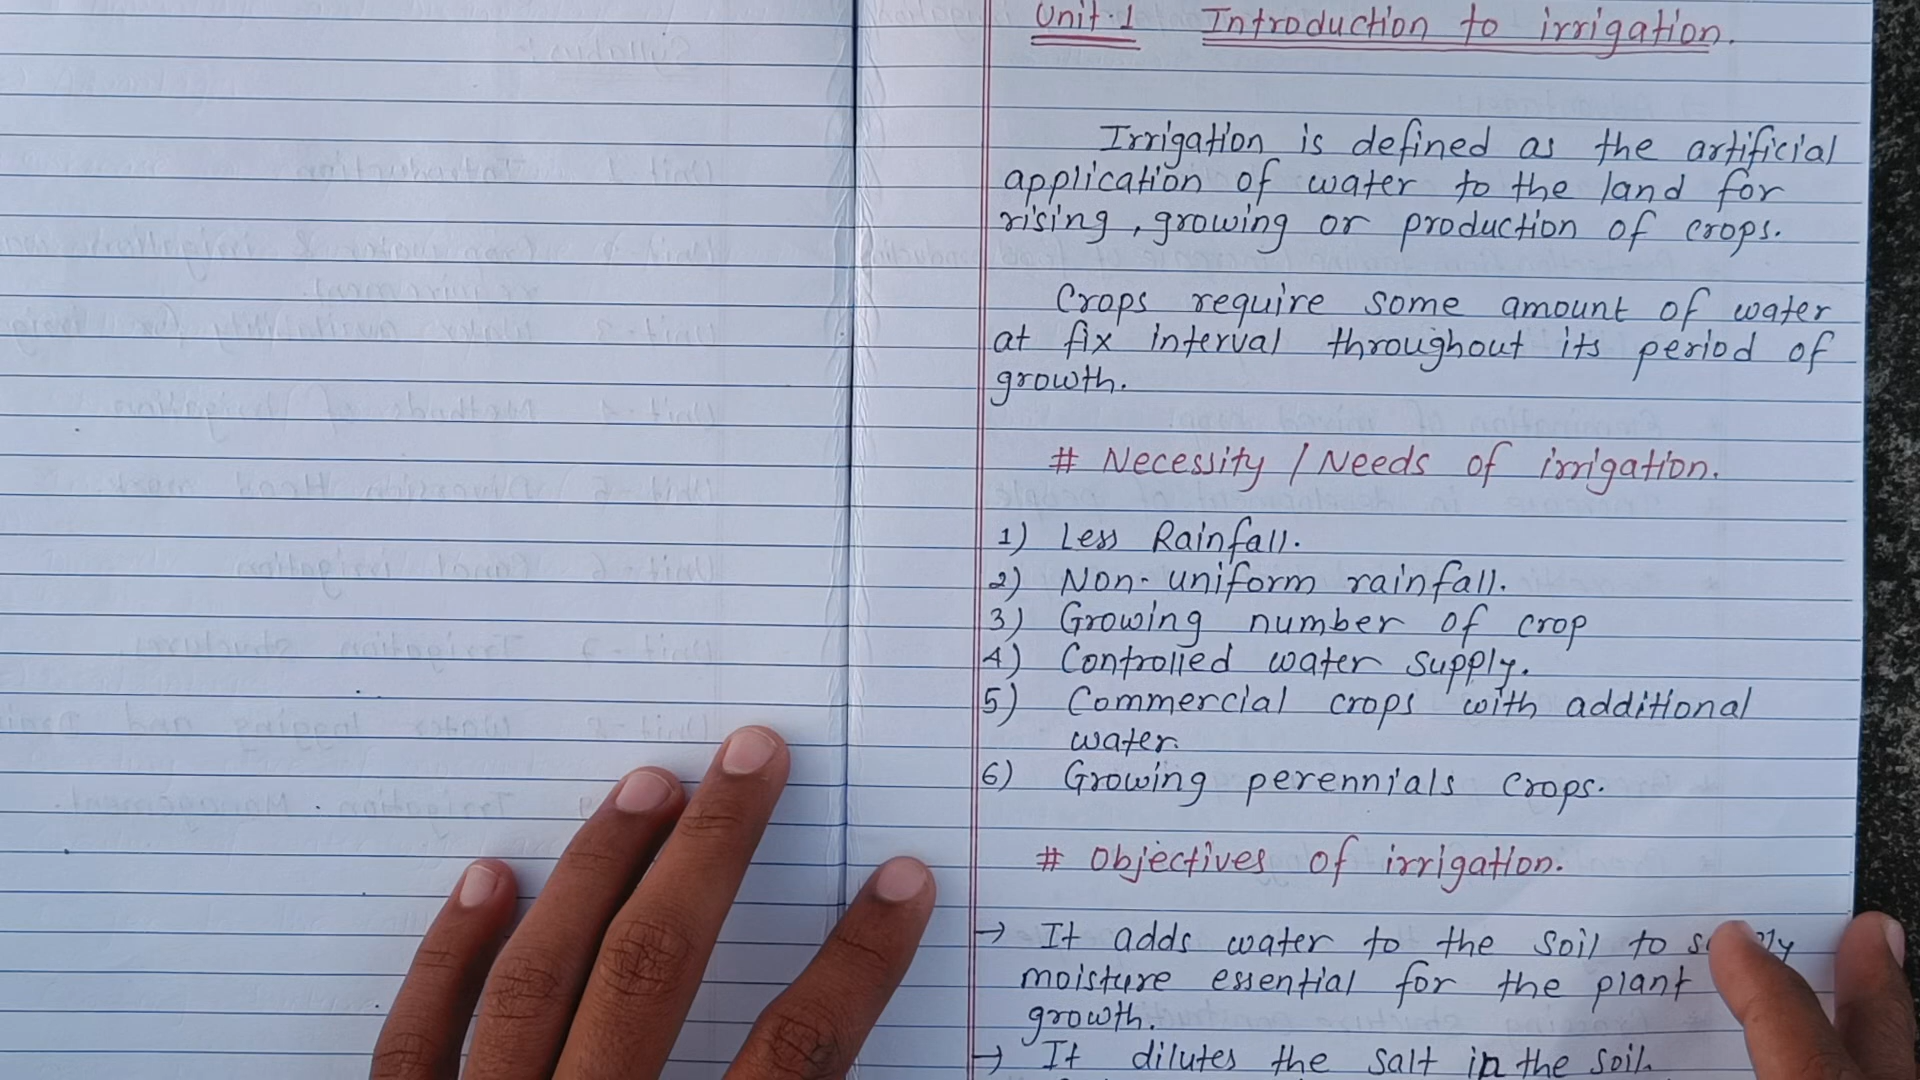 Unit-1 Introduction to irrigation.
Irrigation is defined as the artificial
application of water to the land for
rising, growing or production of crops.
Crops require some amount of water
at fix interval throughout its period of
growth.
# Necessity / Needs of irrigation.
1) Less Rainfall.
2) Non-uniform rainfall.
3) Growing number of crop
4) Controlled water supply.
5) Commercial crops with additional
water.
6) Growing perennials crops.
# Objectives of irrigation.
→ It adds water to the soil to
moisture essential for the plant
growth.
→ It dilutes the salt in the soil.